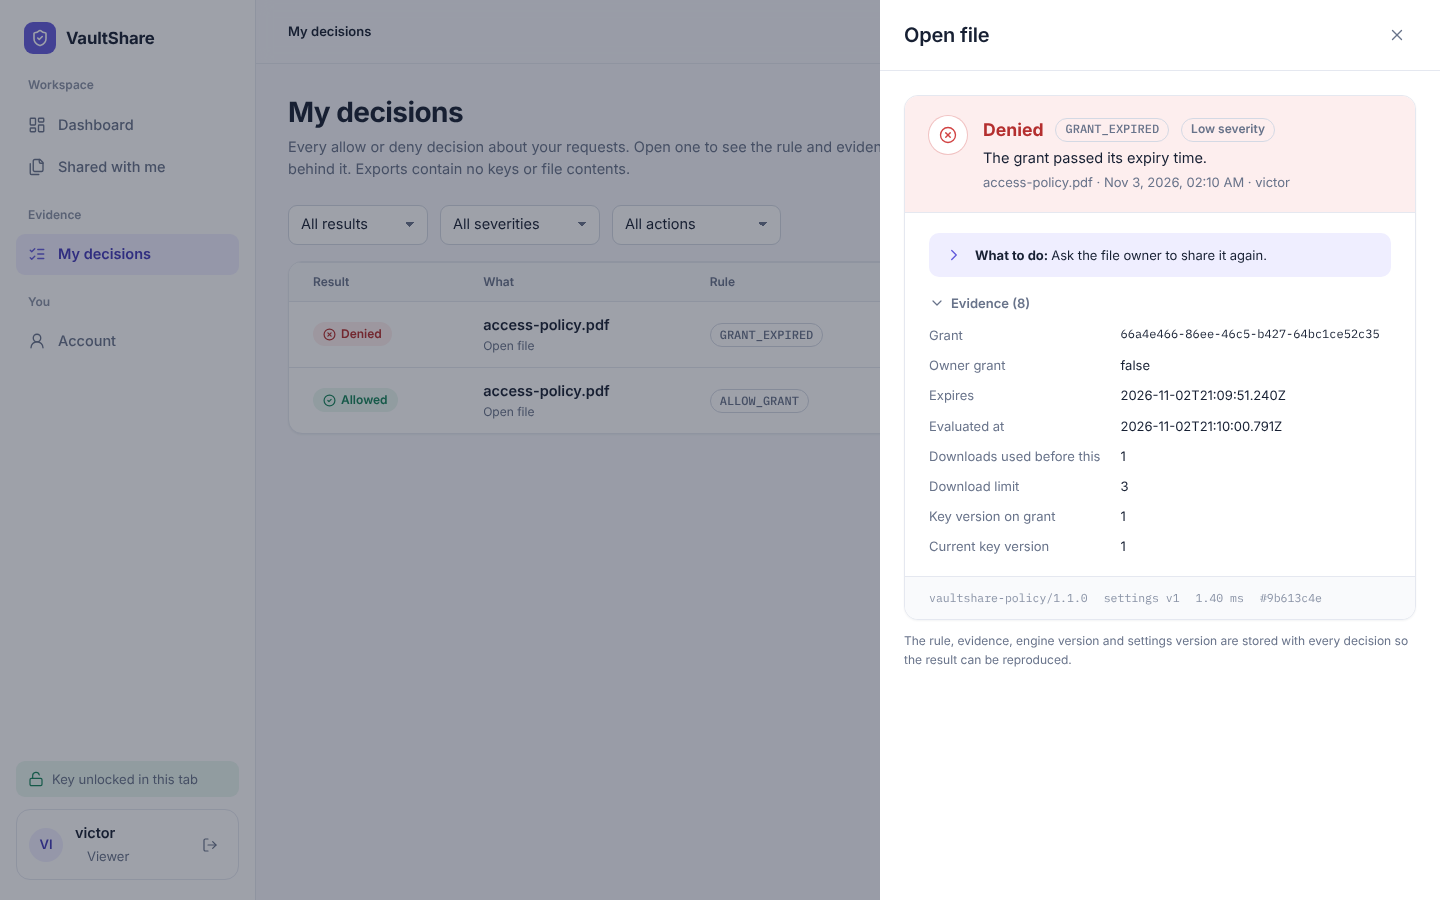 VaultShare
Workspace
Dashboard
Shared with me
Evidence
My decisions
You
Account
Key unlocked in this tab
VI
victor
Viewer
My decisions
My decisions
Every allow or deny decision about your requests. Open one to see the rule and
behind it. Exports contain no keys or file contents.
All results
All severities
All actions
Result
What
Rule
Denied
access-policy.pdf
GRANT_EXPIRED
Open file
Allowed
access-policy.pdf
ALLOW_GRANT
Open file
Open file
Denied
GRANT_EXPIRED
Low severity
The grant passed its expiry time.
access-policy.pdf · Nov 3, 2026, 02:10 AM · victor
What to do: Ask the file owner to share it again.
Evidence (8)
Grant 66a4e466-86ee-46c5-b427-64bc1ce52c35
Owner grant false
Expires 2026-11-02T21:09:51.240Z
Evaluated at 2026-11-02T21:10:00.791Z
Downloads used before this 1
Download limit 3
Key version on grant 1
Current key version 1
vaultshare-policy/1.1.0 settings v1 1.40 ms #9b613c4e
The rule, evidence, engine version and settings version are stored with every decision so
the result can be reproduced.